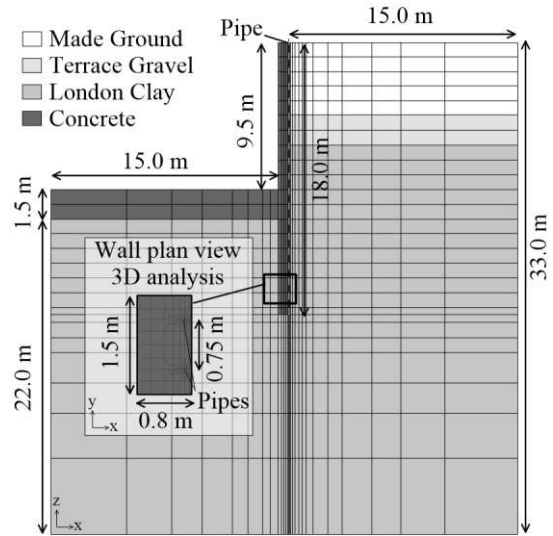 Pipe
15.0 m
Made Ground
Terrace Gravel
London Clay
Concrete
9.5 m
15.0 m
18.0 m
1.5 m
33.0 m
Wall plan view
3D analysis
1.5 m
0.75 m
22.0 m
Pipes
0.8 m
y
x
z
x